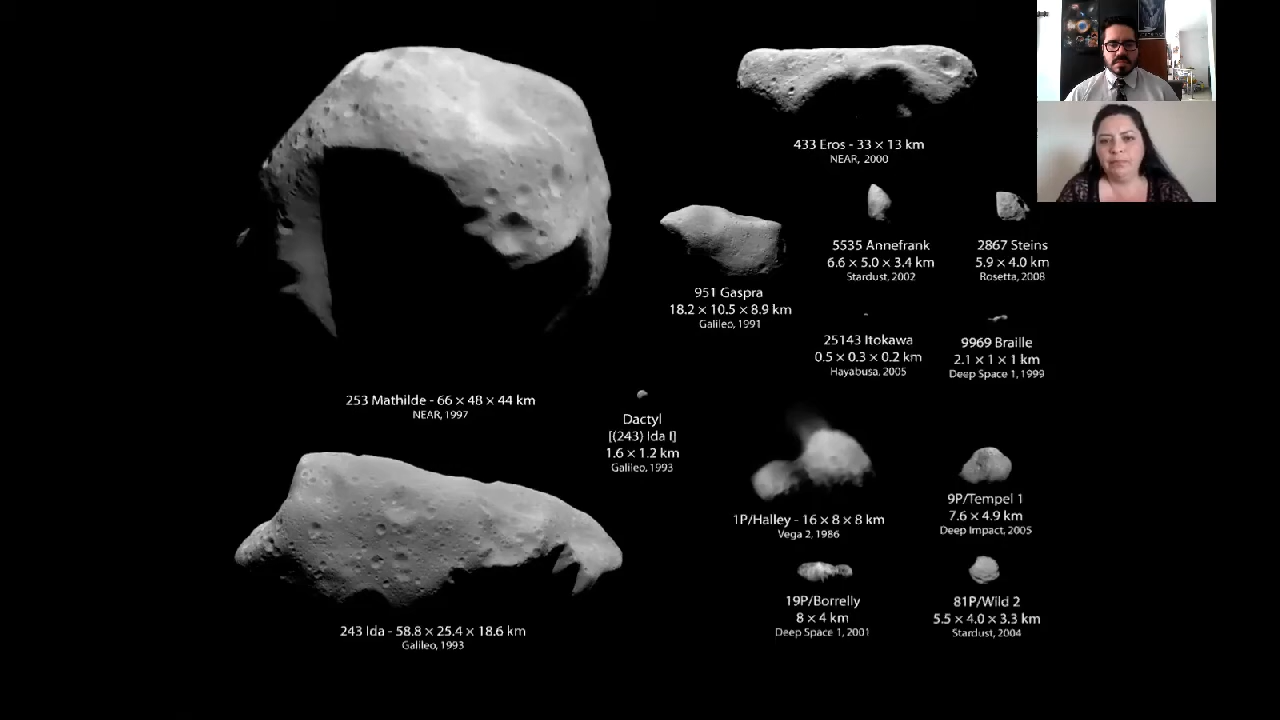 433 Eros - 33 × 13 km
NEAR, 2000
5535 Annefrank
6.6 × 5.0 × 3.4 km
Stardust, 2002
2867 Steins
5.9 × 4.0 km
Rosetta, 2008
951 Gaspra
18.2 × 10.5 × 8.9 km
Galileo, 1991
25143 Itokawa
0.5 × 0.3 × 0.2 km
Hayabusa, 2005
9969 Braille
2.1 × 1 × 1 km
Deep Space 1, 1999
253 Mathilde - 66 × 48 × 44 km
NEAR, 1997
Dactyl
[(243) Ida I]
1.6 × 1.2 km
Galileo, 1993
1P/Halley - 16 × 8 × 8 km
Vega 2, 1986
9P/Tempel 1
7.6 × 4.9 km
Deep Impact, 2005
19P/Borrelly
8 × 4 km
Deep Space 1, 2001
81P/Wild 2
5.5 × 4.0 × 3.3 km
Stardust, 2004
243 Ida - 58.8 × 25.4 × 18.6 km
Galileo, 1993